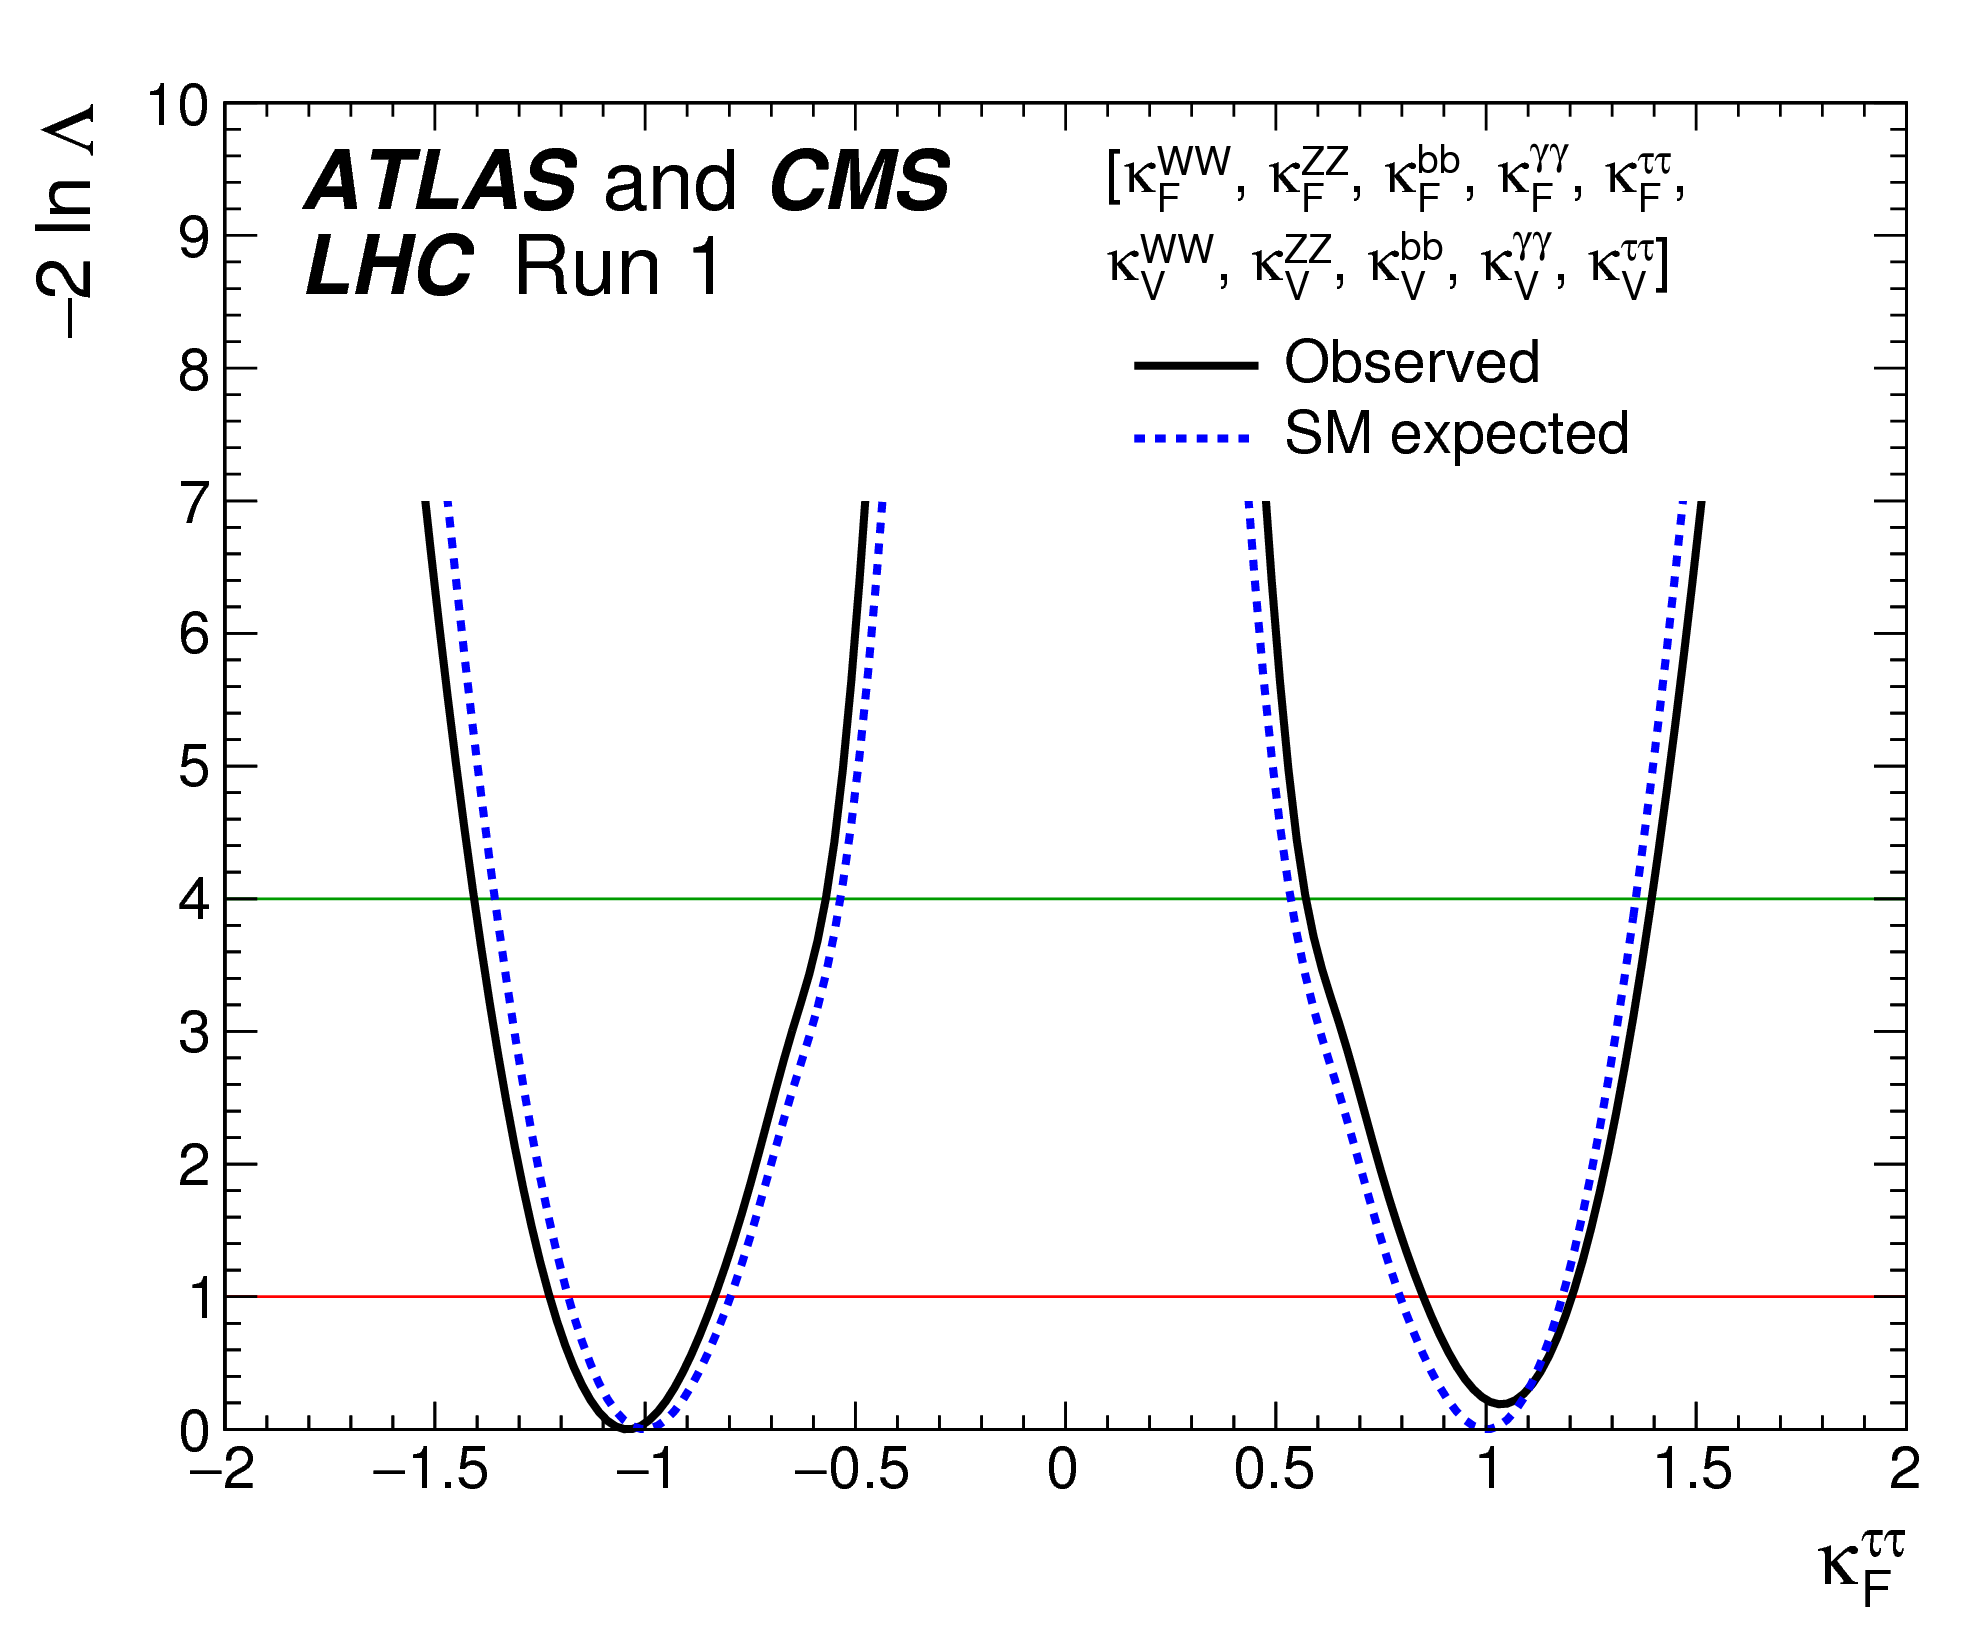 −2 ln Λ
10
9
8
7
6
5
4
3
2
1
0
ATLAS and CMS
LHC Run 1
[κ_F^WW, κ_F^ZZ, κ_F^bb, κ_F^γγ, κ_F^ττ,
κ_V^WW, κ_V^ZZ, κ_V^bb, κ_V^γγ, κ_V^ττ]
Observed
SM expected
−2 −1.5 −1 −0.5 0 0.5 1 1.5 2
κ_F^ττ